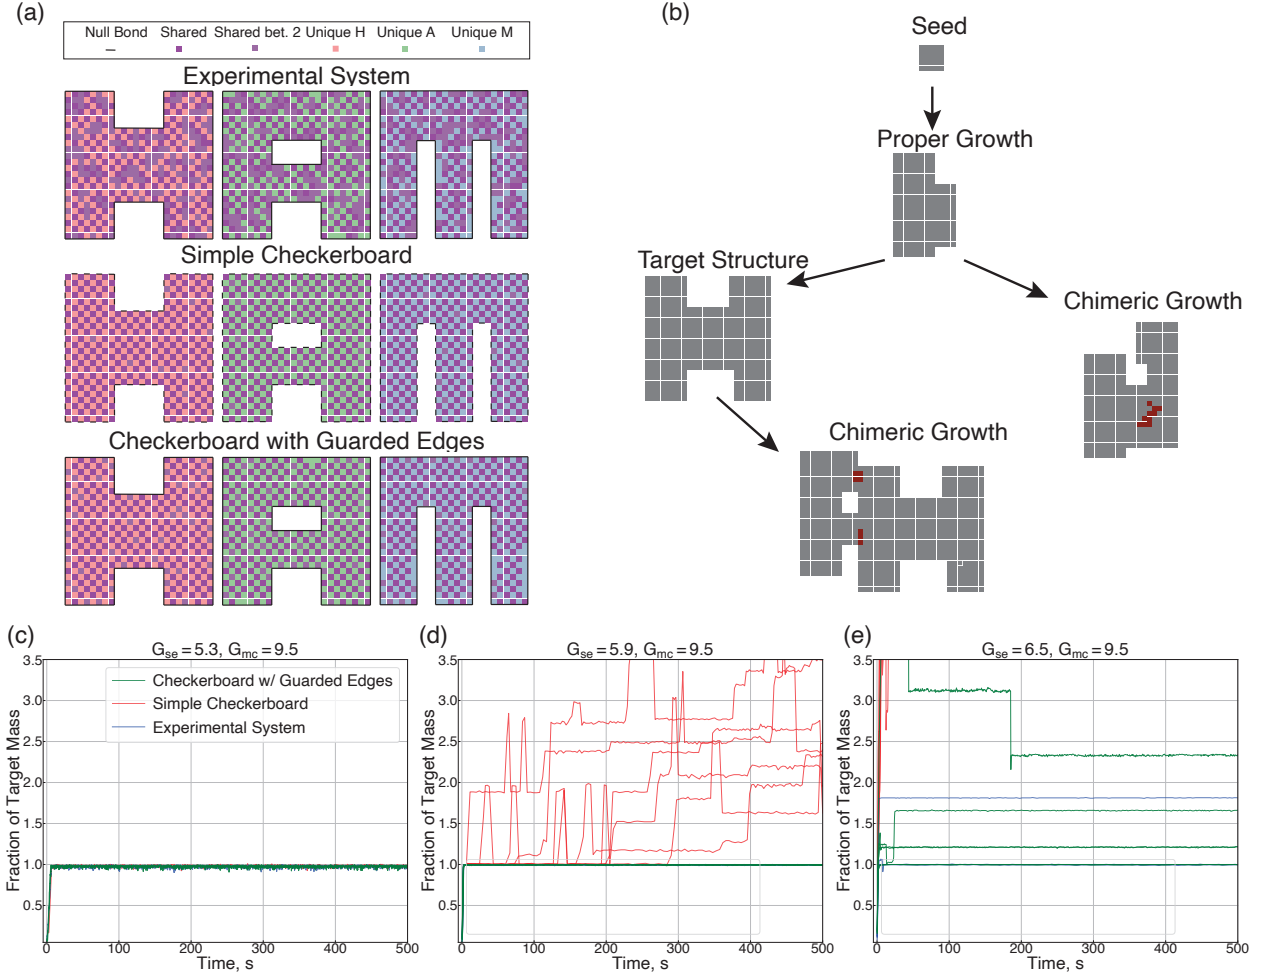 (a)
Null Bond Shared Shared bet. 2 Unique H Unique A Unique M
Experimental System
Simple Checkerboard
Checkerboard with Guarded Edges
(b)
Seed
Proper Growth
Target Structure
Chimeric Growth
Chimeric Growth
(c)
Gse = 5.3, Gmc = 9.5
3.5
3.0
2.5
2.0
1.5
1.0
0.5
Fraction of Target Mass
Checkerboard w/ Guarded Edges
Simple Checkerboard
Experimental System
0 100 200 300 400 500
Time, s
(d)
Gse = 5.9, Gmc = 9.5
3.5
3.0
2.5
2.0
1.5
1.0
0.5
Fraction of Target Mass
0 100 200 300 400 500
Time, s
(e)
Gse = 6.5, Gmc = 9.5
3.5
3.0
2.5
2.0
1.5
1.0
0.5
Fraction of Target Mass
0 100 200 300 400 500
Time, s